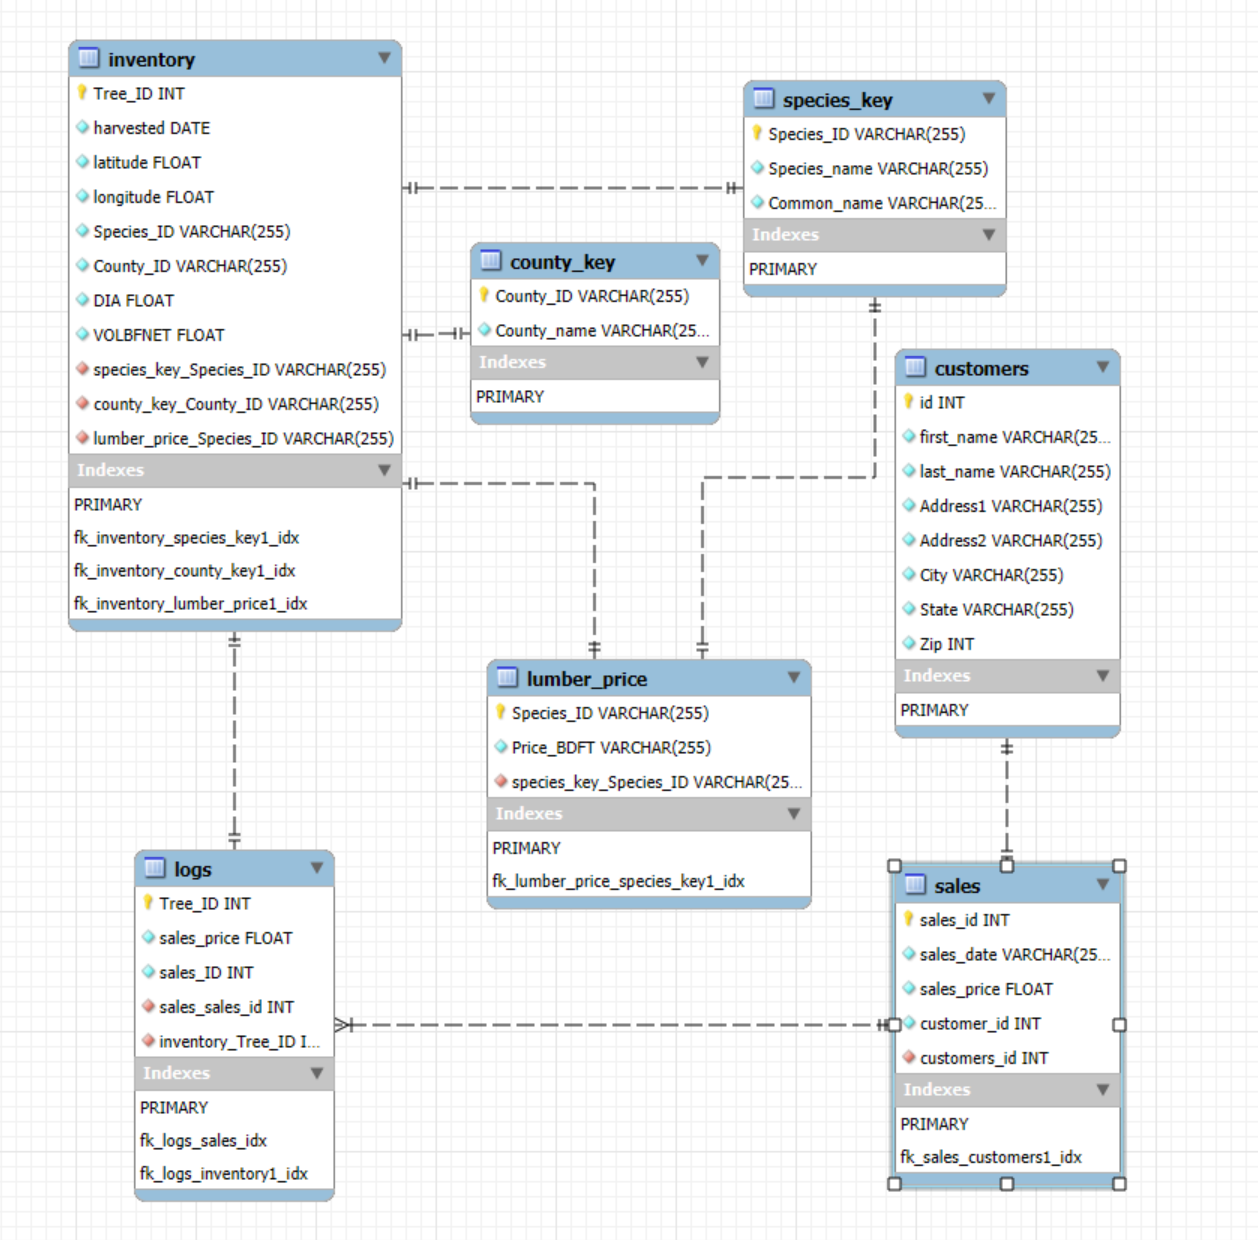 inventory
Tree_ID INT
harvested DATE
latitude FLOAT
longitude FLOAT
Species_ID VARCHAR(255)
County_ID VARCHAR(255)
DIA FLOAT
VOLBFNET FLOAT
species_key_Species_ID VARCHAR(255)
county_key_County_ID VARCHAR(255)
lumber_price_Species_ID VARCHAR(255)
Indexes
PRIMARY
fk_inventory_species_key1_idx
fk_inventory_county_key1_idx
fk_inventory_lumber_price1_idx
species_key
Species_ID VARCHAR(255)
Species_name VARCHAR(255)
Common_name VARCHAR(25...
Indexes
PRIMARY
county_key
County_ID VARCHAR(255)
County_name VARCHAR(25...
Indexes
PRIMARY
customers
id INT
first_name VARCHAR(25...
last_name VARCHAR(255)
Address1 VARCHAR(255)
Address2 VARCHAR(255)
City VARCHAR(255)
State VARCHAR(255)
Zip INT
Indexes
PRIMARY
lumber_price
Species_ID VARCHAR(255)
Price_BDFT VARCHAR(255)
species_key_Species_ID VARCHAR(25...
Indexes
PRIMARY
fk_lumber_price_species_key1_idx
logs
Tree_ID INT
sales_price FLOAT
sales_ID INT
sales_sales_id INT
inventory_Tree_ID I...
Indexes
PRIMARY
fk_logs_sales_idx
fk_logs_inventory1_idx
sales
sales_id INT
sales_date VARCHAR(25...
sales_price FLOAT
customer_id INT
customers_id INT
Indexes
PRIMARY
fk_sales_customers1_idx